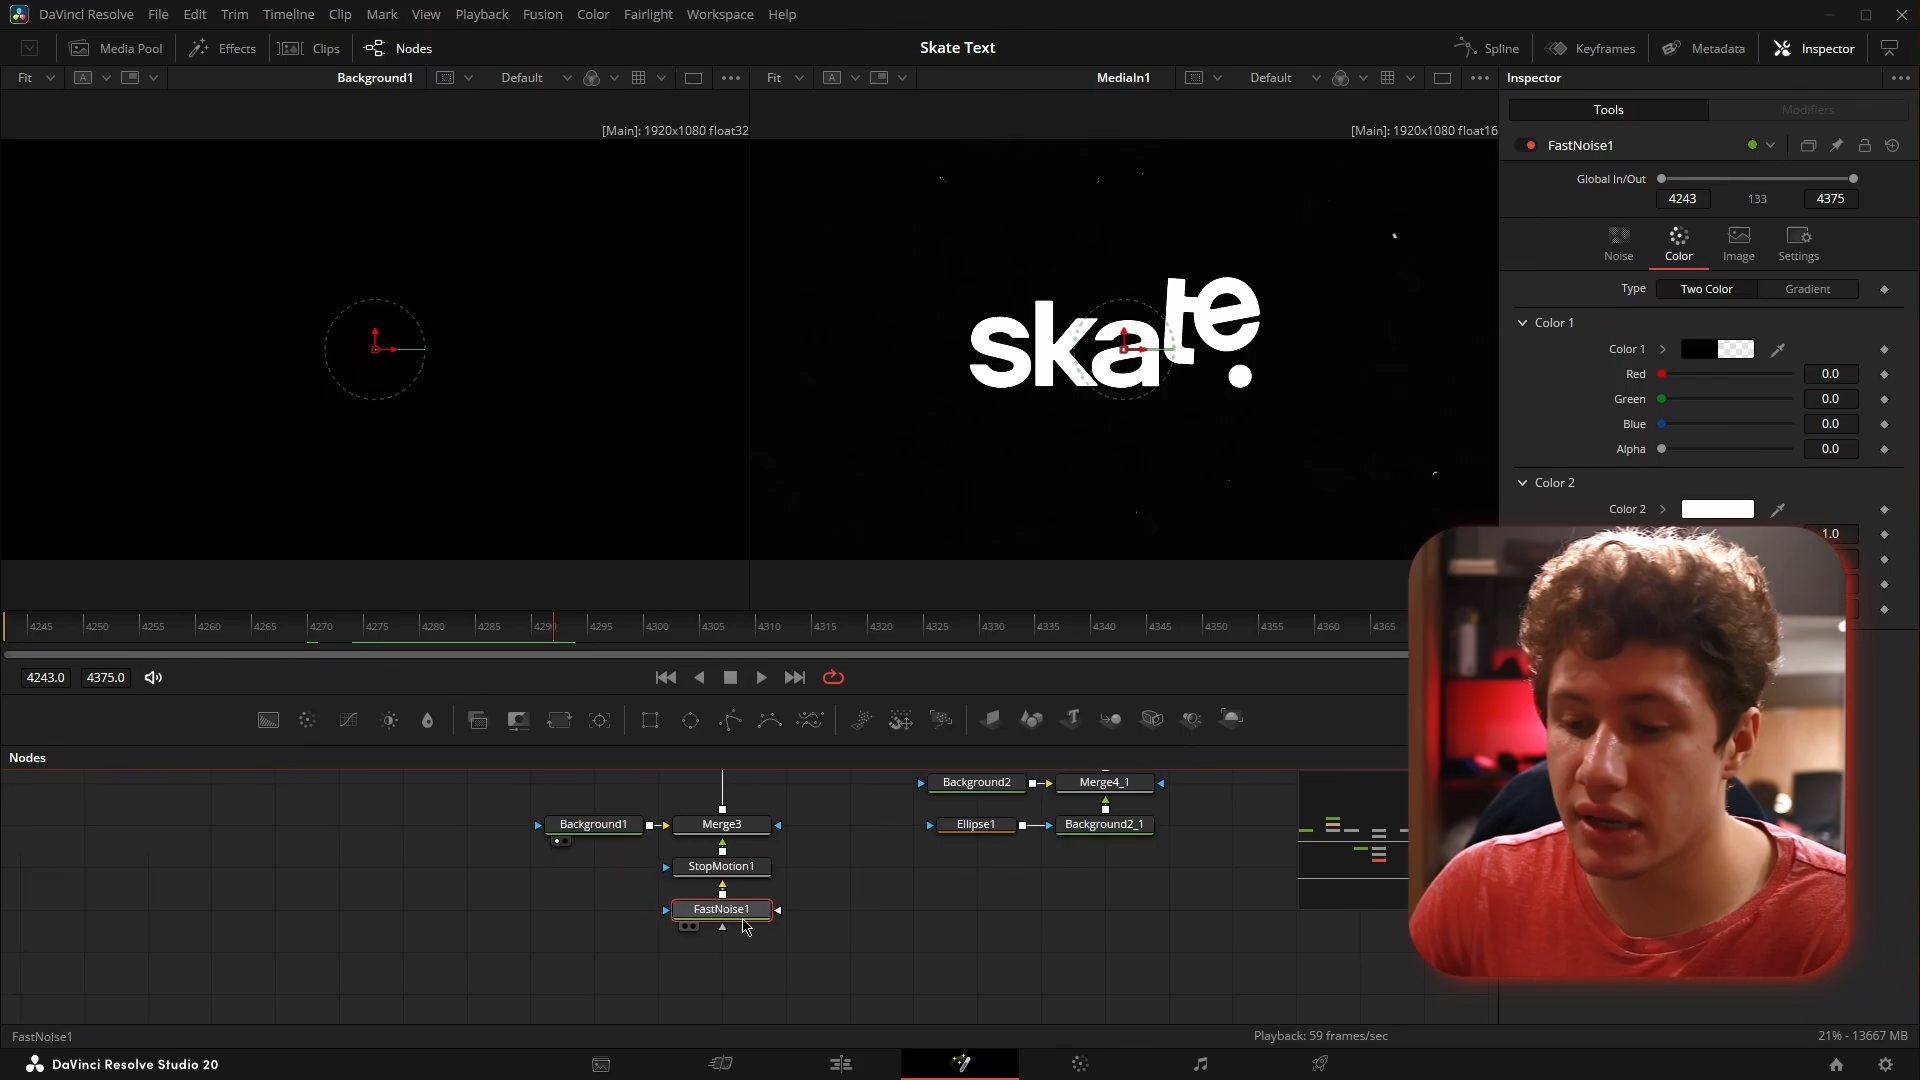 DaVinci Resolve File Edit Trim Timeline Clip Mark View Playback Fusion Color Fairlight Workspace Help
Media Pool Effects Clips Nodes Skate Text Spline Keyframes Metadata Inspector
Fit A Background1 Default Fit A MediaIn1 Default Inspector
Tools Modifiers
[Main]: 1920x1080 float32 [Main]: 1920x1080 float16
FastNoise1
Global In/Out
4243 133 4375
Noise Color Image Settings
Type Two Color Gradient
Color 1
Color 1
Red 0.0
Green 0.0
Blue 0.0
Alpha 0.0
Color 2
Color 2
1.0
skate.
4245 4250 4255 4260 4265 4270 4275 4280 4285 4295 4300 4305 4310 4315 4320 4325 4330 4335 4340 4345 4350 4355 4360 4365
4243.0 4375.0
Nodes
Background2 Merge4_1
Background1 Merge3 Ellipse1 Background2_1
StopMotion1
FastNoise1
FastNoise1 Playback: 59 frames/sec 21% - 13667 MB
DaVinci Resolve Studio 20